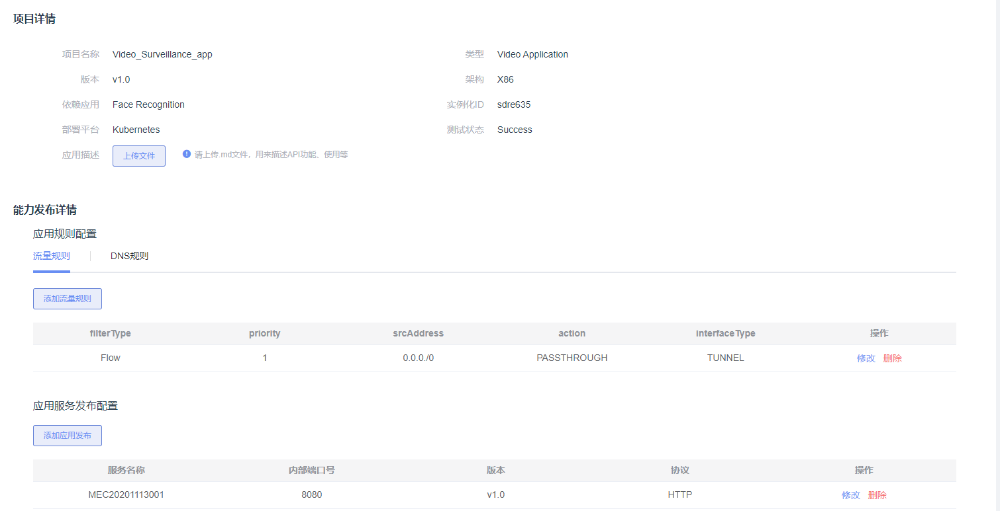 项目详情
项目名称 Video_Surveillance_app 类型 Video Application
版本 v1.0 架构 X86
依赖应用 Face Recognition 实例化ID sdre635
部署平台 Kubernetes 测试状态 Success
应用描述 上传文件 请上传.md文件，用来描述API功能、使用等
能力发布详情
应用规则配置
流量规则 DNS规则
添加流量规则
filterType priority srcAddress action interfaceType 操作
Flow 1 0.0.0./0 PASSTHROUGH TUNNEL 修改 删除
应用服务发布配置
添加应用发布
服务名称 内部端口号 版本 协议 操作
MEC20201113001 8080 v1.0 HTTP 修改 删除